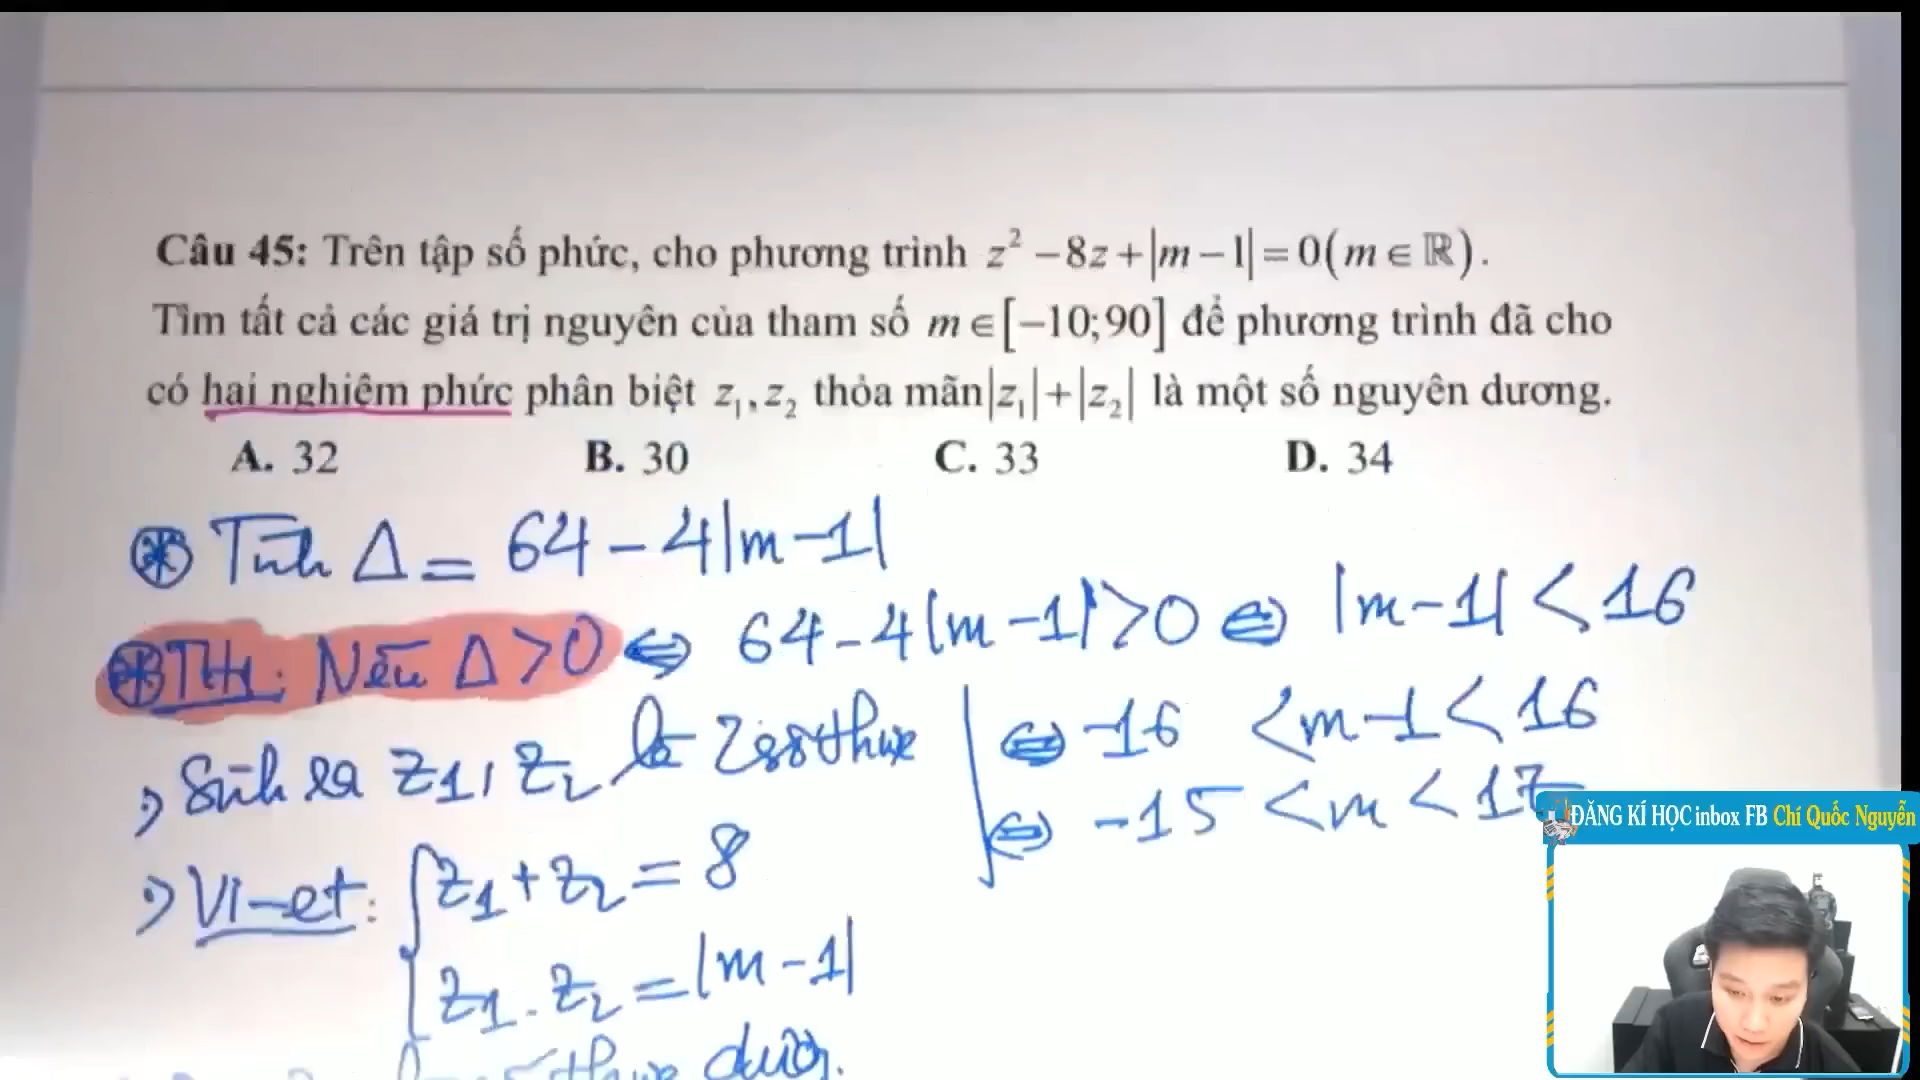 Câu 45: Trên tập số phức, cho phương trình z² − 8z + |m − 1| = 0 (m ∈ ℝ).
Tìm tất cả các giá trị nguyên của tham số m ∈ [−10; 90] để phương trình đã cho
có hai nghiệm phức phân biệt z₁, z₂ thỏa mãn |z₁| + |z₂| là một số nguyên dương.
A. 32 B. 30 C. 33 D. 34
⊛ Tính Δ = 64 − 4|m − 1|
⊛ TH1: Nếu Δ > 0 ⇔ 64 − 4|m − 1| > 0 ⇔ |m − 1| < 16
Sinh ra z1, z2 là 2 số thực
⇔ −16 < m − 1 < 16
⇔ −15 < m < 17
Vi-et: { z1 + z2 = 8
z1 . z2 = |m − 1|
thực dương.
ĐĂNG KÍ HỌC inbox FB Chí Quốc Nguyễn